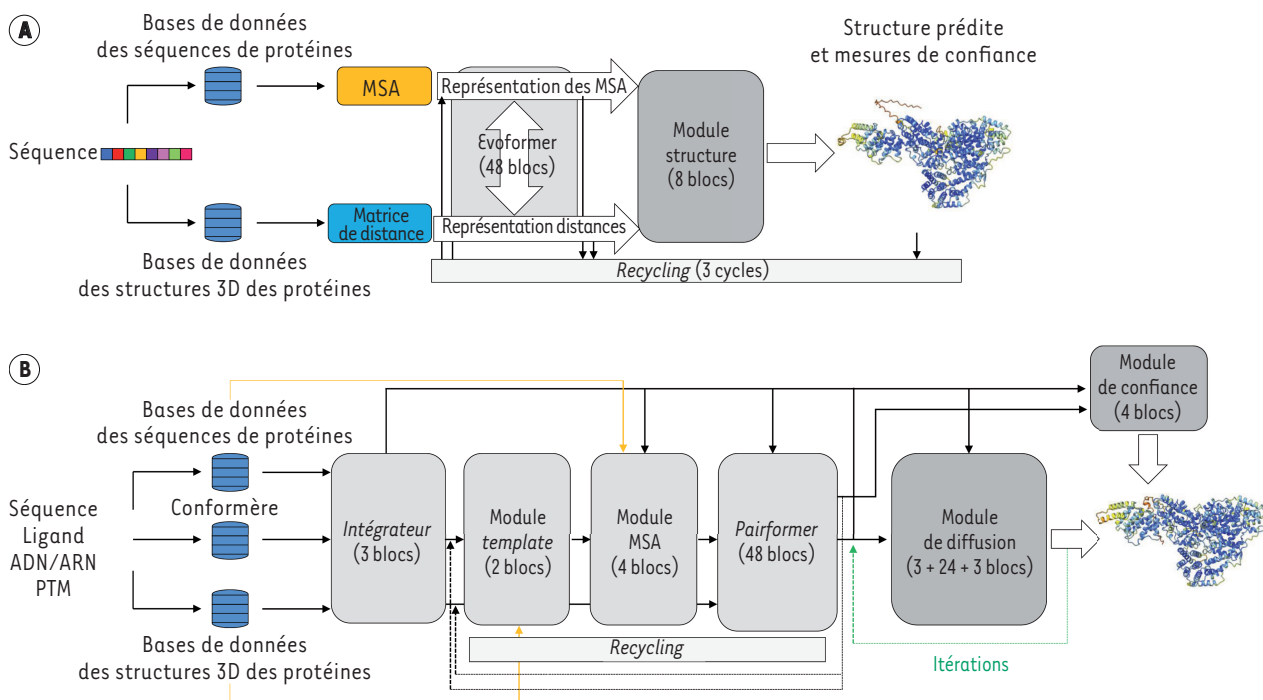 A
Bases de données
des séquences de protéines
Structure prédite
et mesures de confiance
MSA
Représentation des MSA
Séquence
Evoformer
(48 blocs)
Module
structure
(8 blocs)
Matrice
de distance
Représentation distances
Bases de données
des structures 3D des protéines
Recycling (3 cycles)
B
Module
de confiance
(4 blocs)
Bases de données
des séquences de protéines
Séquence
Ligand
ADN/ARN
PTM
Conformère
Intégrateur
(3 blocs)
Module
template
(2 blocs)
Module
MSA
(4 blocs)
Pairformer
(48 blocs)
Module
de diffusion
(3 + 24 + 3 blocs)
Bases de données
des structures 3D des protéines
Recycling
Itérations